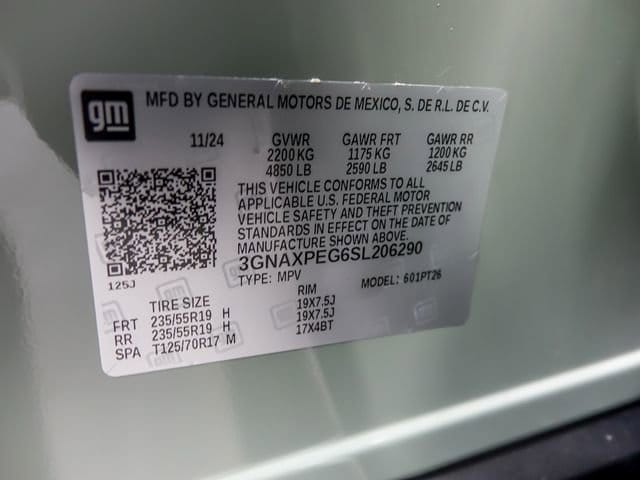 gm
MFD BY GENERAL MOTORS DE MEXICO, S. DE R.L. DE C.V.
11/24 GVWR GAWR FRT GAWR RR
2200 KG 1175 KG 1200 KG
4850 LB 2590 LB 2645 LB
THIS VEHICLE CONFORMS TO ALL
APPLICABLE U.S. FEDERAL MOTOR
VEHICLE SAFETY AND THEFT PREVENTION
STANDARDS IN EFFECT ON THE DATE OF
MANUFACTURE SHOWN ABOVE.
3GNAXPEG6SL206290
125J TYPE: MPV MODEL: 601PT26
TIRE SIZE RIM
FRT 235/55R19 H 19X7.5J
RR 235/55R19 H 19X7.5J
SPA T125/70R17 M 17X4BT